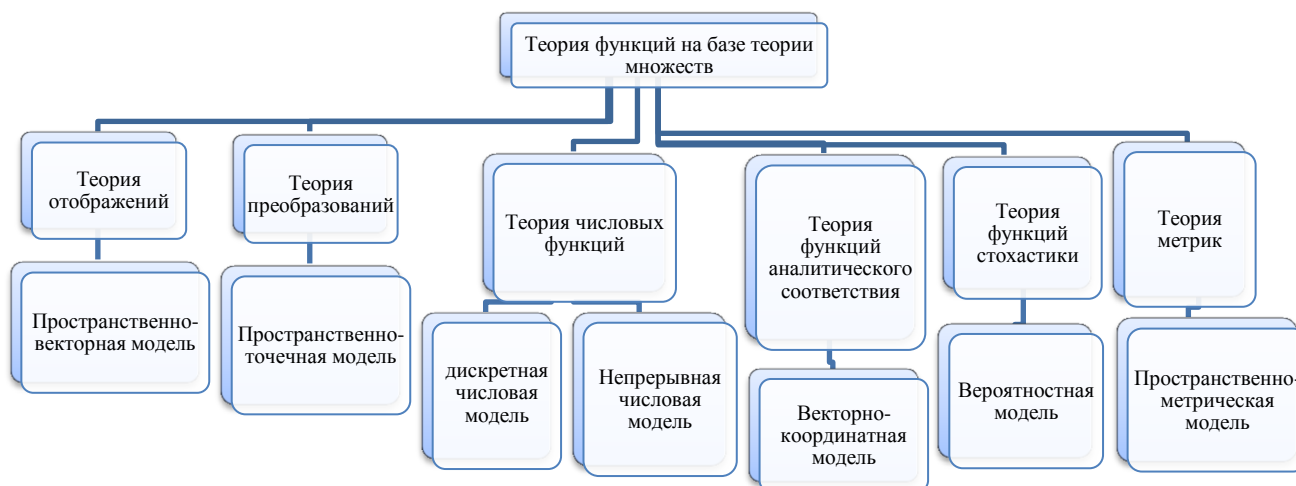 Теория функций на базе теории
множеств
Теория
отображений
Теория
преобразований
Теория числовых
функций
Теория
функций
аналитического
соответствия
Теория
функций
стохастики
Теория
метрик
Пространственно-
векторная модель
Пространственно-
точечная модель
дискретная
числовая
модель
Непрерывная
числовая
модель
Векторно-
координатная
модель
Вероятностная
модель
Пространственно-
метрическая
модель